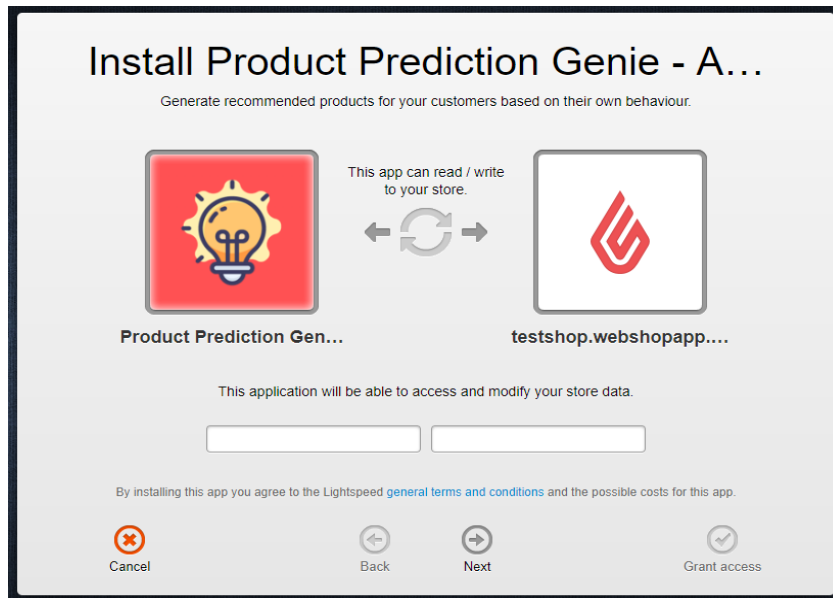 Install Product Prediction Genie - A...
Generate recommended products for your customers based on their own behaviour.
This app can read / write
to your store.
Product Prediction Gen...
testshop.webshopapp....
This application will be able to access and modify your store data.
By installing this app you agree to the Lightspeed general terms and conditions and the possible costs for this app.
Cancel
Back
Next
Grant access